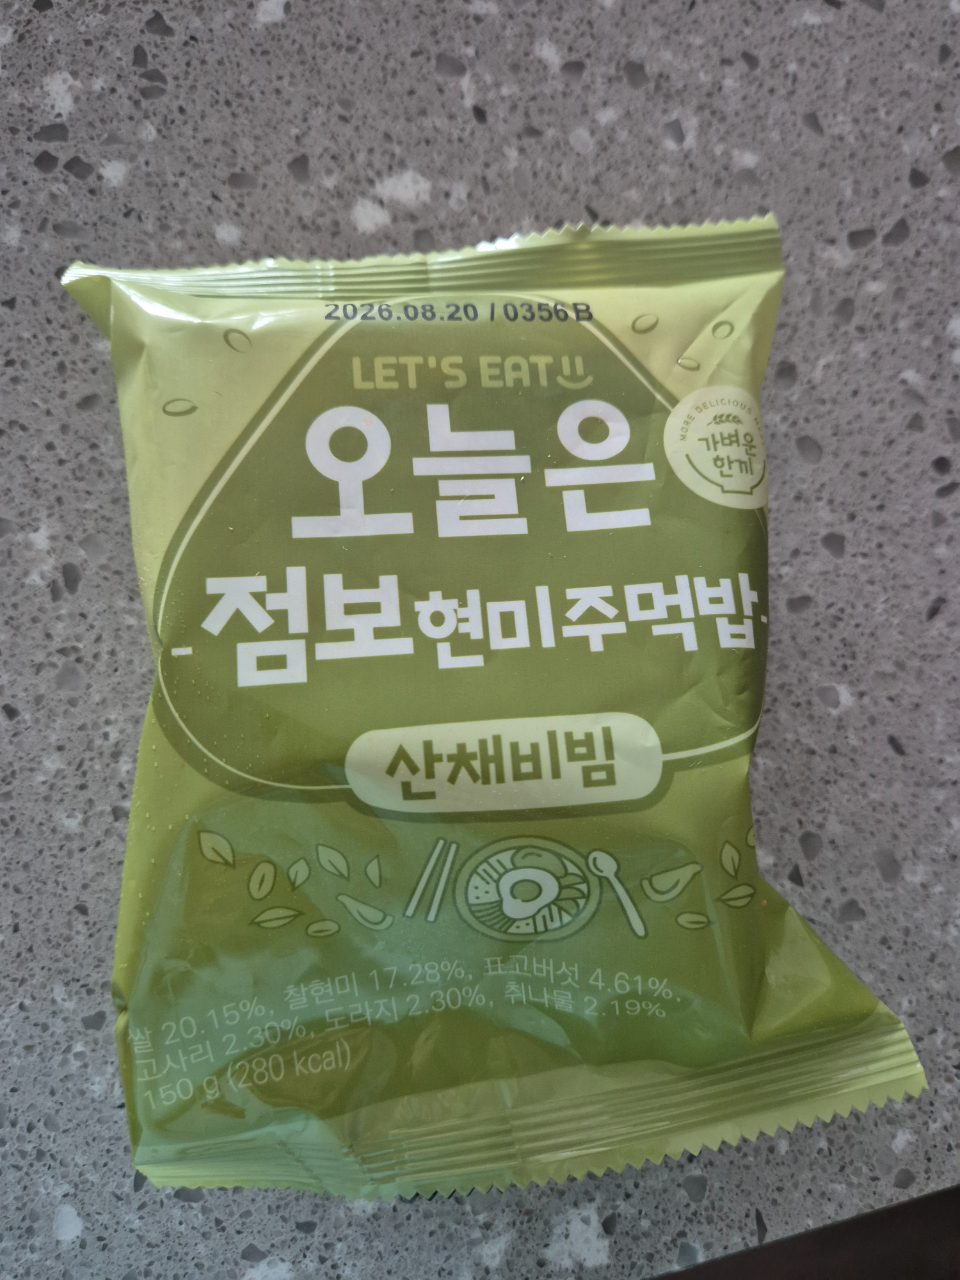 2026.08.20 / 0356 B
LET'S EAT
오늘은
MORE DELICIOUS
가벼운
한끼
점보현미주먹밥
산채비빔
쌀 20.15%, 찰현미 17.28%, 표고버섯 4.61%,
고사리 2.30%, 도라지 2.30%, 취나물 2.19%
150 g (280 kcal)